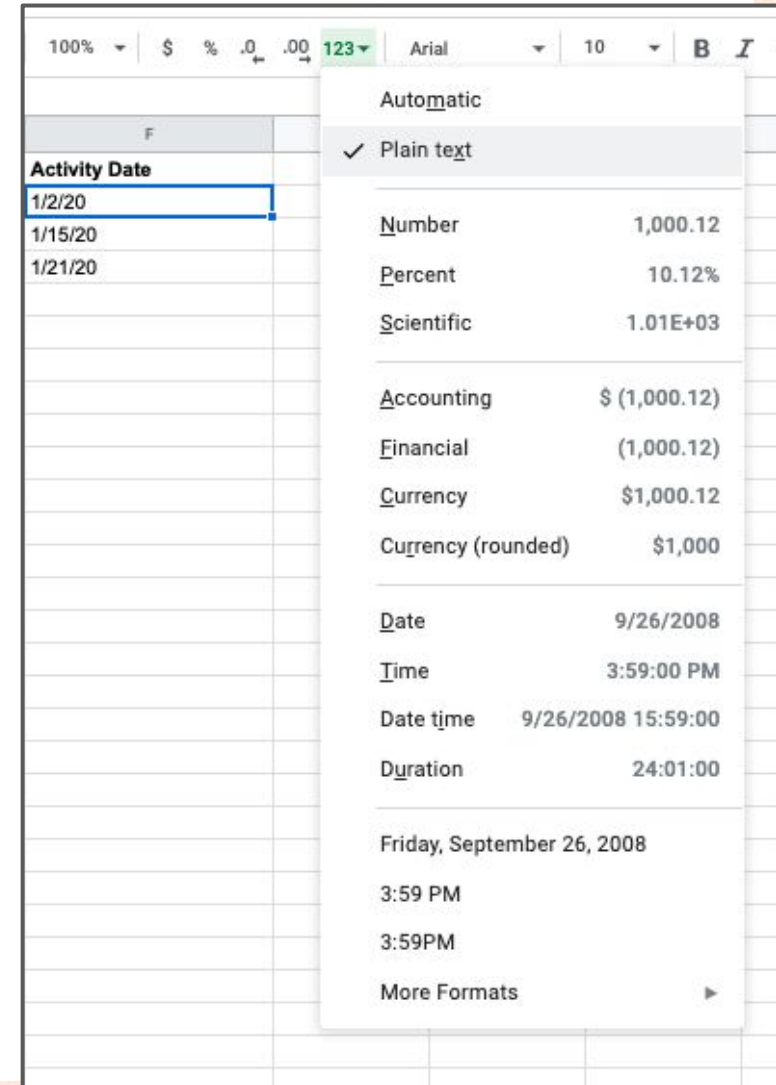 100% $ % .0 .00 123 Arial 10 B I
F
Activity Date
1/2/20
1/15/20
1/21/20
Automatic
Plain text
Number 1,000.12
Percent 10.12%
Scientific 1.01E+03
Accounting $ (1,000.12)
Financial (1,000.12)
Currency $1,000.12
Currency (rounded) $1,000
Date 9/26/2008
Time 3:59:00 PM
Date time 9/26/2008 15:59:00
Duration 24:01:00
Friday, September 26, 2008
3:59 PM
3:59PM
More Formats